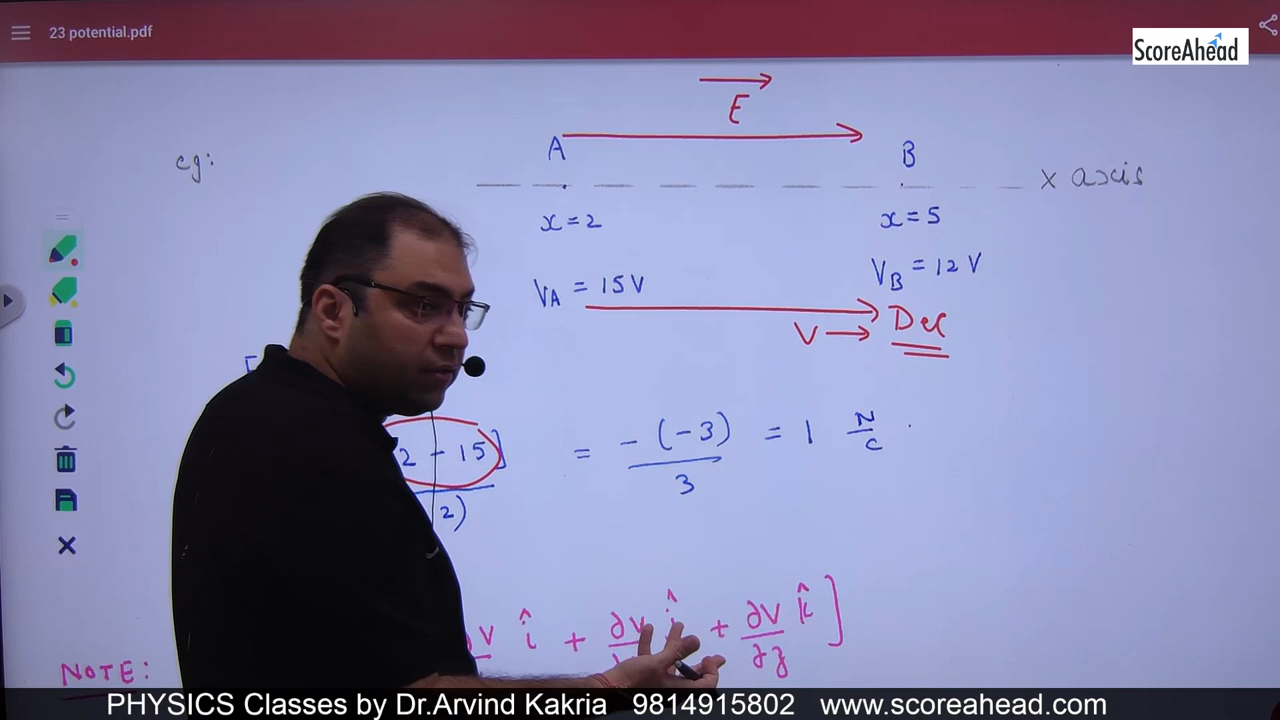 23 potential.pdf
ScoreAhead
E
A
B
eg:
x axis
x = 2
x = 5
VA = 15V
VB = 12 V
V → Dec
2 - 15] = -(-3)/3 = 1 N/C
2)
∂V î + ∂V ĵ + ∂V/∂z k̂ ]
NOTE:
PHYSICS Classes by Dr.Arvind Kakria 9814915802 www.scoreahead.com